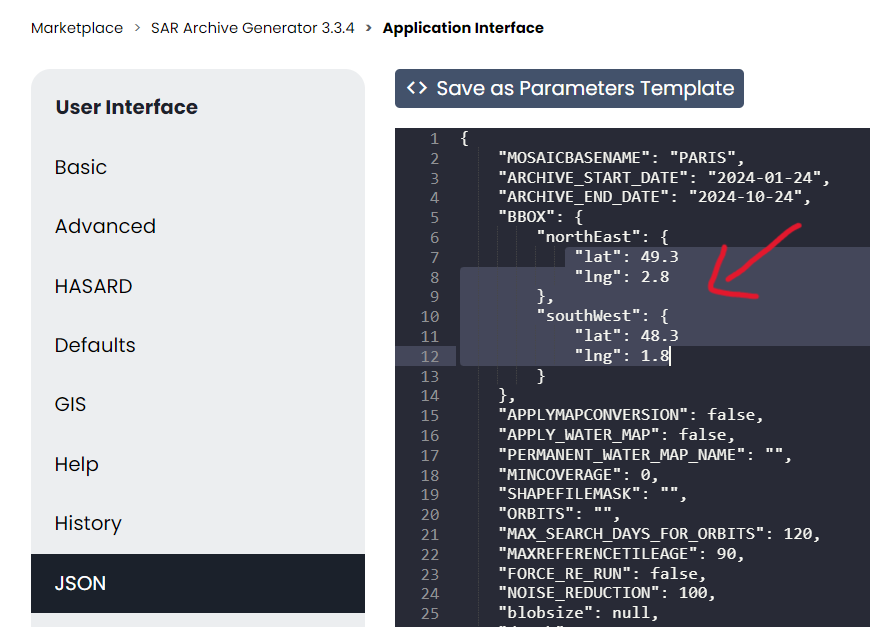 Marketplace > SAR Archive Generator 3.3.4 > Application Interface
User Interface
Basic
Advanced
HASARD
Defaults
GIS
Help
History
JSON
<> Save as Parameters Template
1 {
2 "MOSAICBASENAME": "PARIS",
3 "ARCHIVE_START_DATE": "2024-01-24",
4 "ARCHIVE_END_DATE": "2024-10-24",
5 "BBOX": {
6 "northEast": {
7 "lat": 49.3
8 "lng": 2.8
9 },
10 "southWest": {
11 "lat": 48.3
12 "lng": 1.8
13 }
14 },
15 "APPLYMAPCONVERSION": false,
16 "APPLY_WATER_MAP": false,
17 "PERMANENT_WATER_MAP_NAME": "",
18 "MINCOVERAGE": 0,
19 "SHAPEFILEMASK": "",
20 "ORBITS": "",
21 "MAX_SEARCH_DAYS_FOR_ORBITS": 120,
22 "MAXREFERENCETILEAGE": 90,
23 "FORCE_RE_RUN": false,
24 "NOISE_REDUCTION": 100,
25 "blobsize": null,